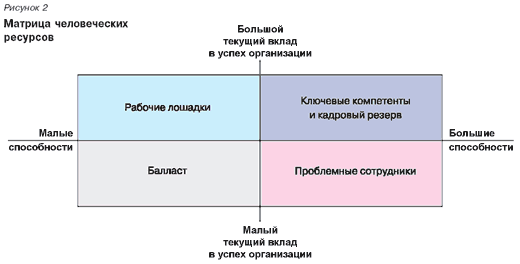 Рисунок 2
Матрица человеческих
ресурсов
Большой
текущий вклад
в успех организации
Рабочие лошадки
Ключевые компетенты
и кадровый резерв
Малые
способности
Большие
способности
Балласт
Проблемные сотрудники
Малый
текущий вклад
в успех организации